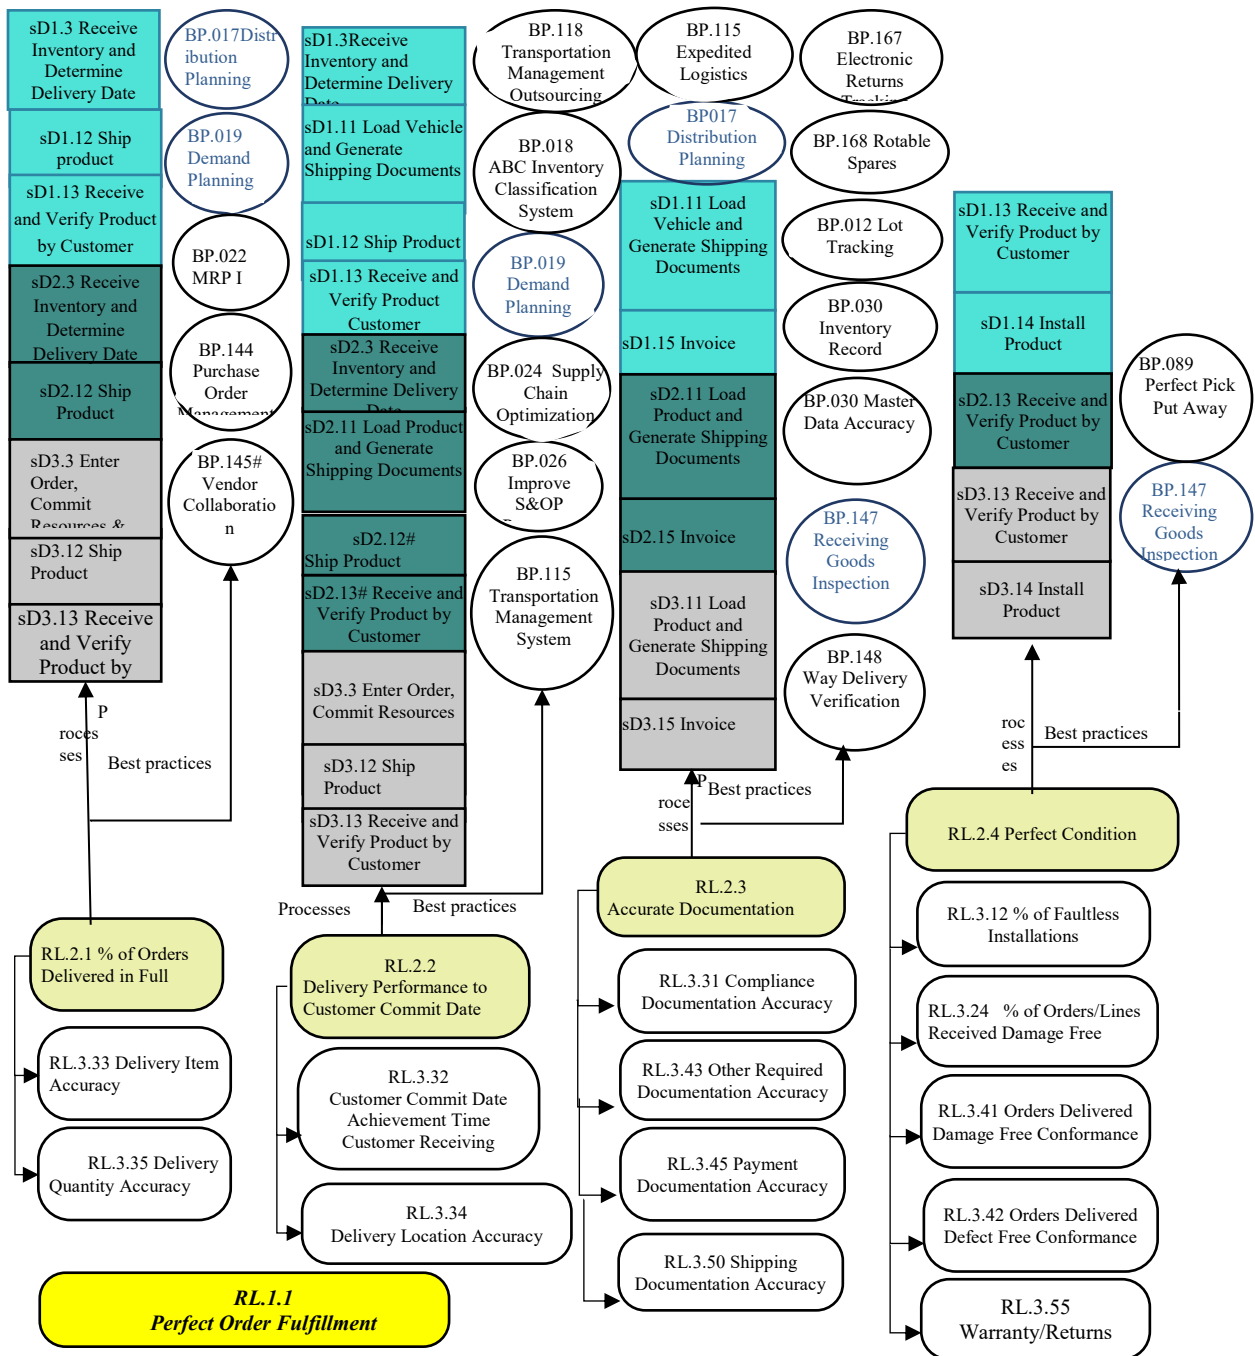 sD1.3 Receive
Inventory and
Determine
Delivery Date
sD1.12 Ship
product
sD1.13 Receive
and Verify Product
by Customer
sD2.3 Receive
Inventory and
Determine
Delivery Date
sD2.12 Ship
Product
sD3.3 Enter
Order,
Commit
Resources &
sD3.12 Ship
Product
sD3.13 Receive
and Verify
Product by
BP.017Distr
ibution
Planning
BP.019
Demand
Planning
BP.022
MRP I
BP.144
Purchase
Order
Management
BP.145#
Vendor
Collaboratio
n
P
roces
ses
Best practices
RL.2.1 % of Orders
Delivered in Full
RL.3.33 Delivery Item
Accuracy
RL.3.35 Delivery
Quantity Accuracy
RL.1.1
Perfect Order Fulfillment
sD1.3Receive
Inventory and
Determine Delivery
Date
sD1.11 Load Vehicle
and Generate
Shipping Documents
sD1.12 Ship Product
sD1.13 Receive and
Verify Product
Customer
sD2.3 Receive
Inventory and
Determine Delivery
Date
sD2.11 Load Product
and Generate
Shipping Documents
sD2.12#
Ship Product
sD2.13# Receive and
Verify Product by
Customer
sD3.3 Enter Order,
Commit Resources
sD3.12 Ship
Product
sD3.13 Receive and
Verify Product by
Customer
BP.118
Transportation
Management
Outsourcing
BP.018
ABC Inventory
Classification
System
BP.019
Demand
Planning
BP.024 Supply
Chain
Optimization
BP.026
Improve
S&OP
BP.115
Transportation
Management
System
Processes
Best practices
RL.2.2
Delivery Performance to
Customer Commit Date
RL.3.32
Customer Commit Date
Achievement Time
Customer Receiving
RL.3.34
Delivery Location Accuracy
BP.115
Expedited
Logistics
BP017
Distribution
Planning
sD1.11 Load
Vehicle and
Generate Shipping
Documents
sD1.15 Invoice
sD2.11 Load
Product and
Generate Shipping
Documents
sD2.15 Invoice
sD3.11 Load
Product and
Generate Shipping
Documents
sD3.15 Invoice
BP.167
Electronic
Returns
Tracking
BP.168 Rotable
Spares
BP.012 Lot
Tracking
BP.030
Inventory
Record
BP.030 Master
Data Accuracy
BP.147
Receiving
Goods
Inspection
BP.148
Way Delivery
Verification
P
roce
sses
Best practices
RL.2.3
Accurate Documentation
RL.3.31 Compliance
Documentation Accuracy
RL.3.43 Other Required
Documentation Accuracy
RL.3.45 Payment
Documentation Accuracy
RL.3.50 Shipping
Documentation Accuracy
sD1.13 Receive and
Verify Product by
Customer
sD1.14 Install
Product
sD2.13 Receive and
Verify Product by
Customer
sD3.13 Receive and
Verify Product by
Customer
sD3.14 Install
Product
BP.089
Perfect Pick
Put Away
BP.147
Receiving
Goods
Inspection
roc
ess
es
Best practices
RL.2.4 Perfect Condition
RL.3.12 % of Faultless
Installations
RL.3.24 % of Orders/Lines
Received Damage Free
RL.3.41 Orders Delivered
Damage Free Conformance
RL.3.42 Orders Delivered
Defect Free Conformance
RL.3.55
Warranty/Returns